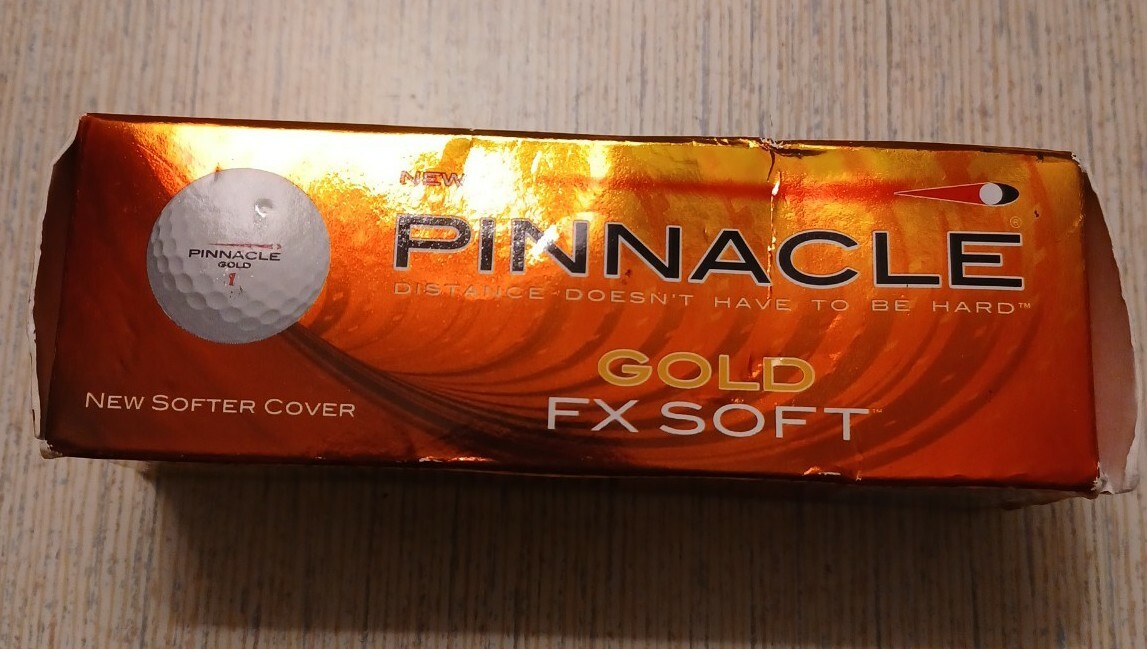 NEW
PINNACLE®
DISTANCE DOESN'T HAVE TO BE HARD™
PINNACLE
GOLD
1
GOLD
FX SOFT™
NEW SOFTER COVER